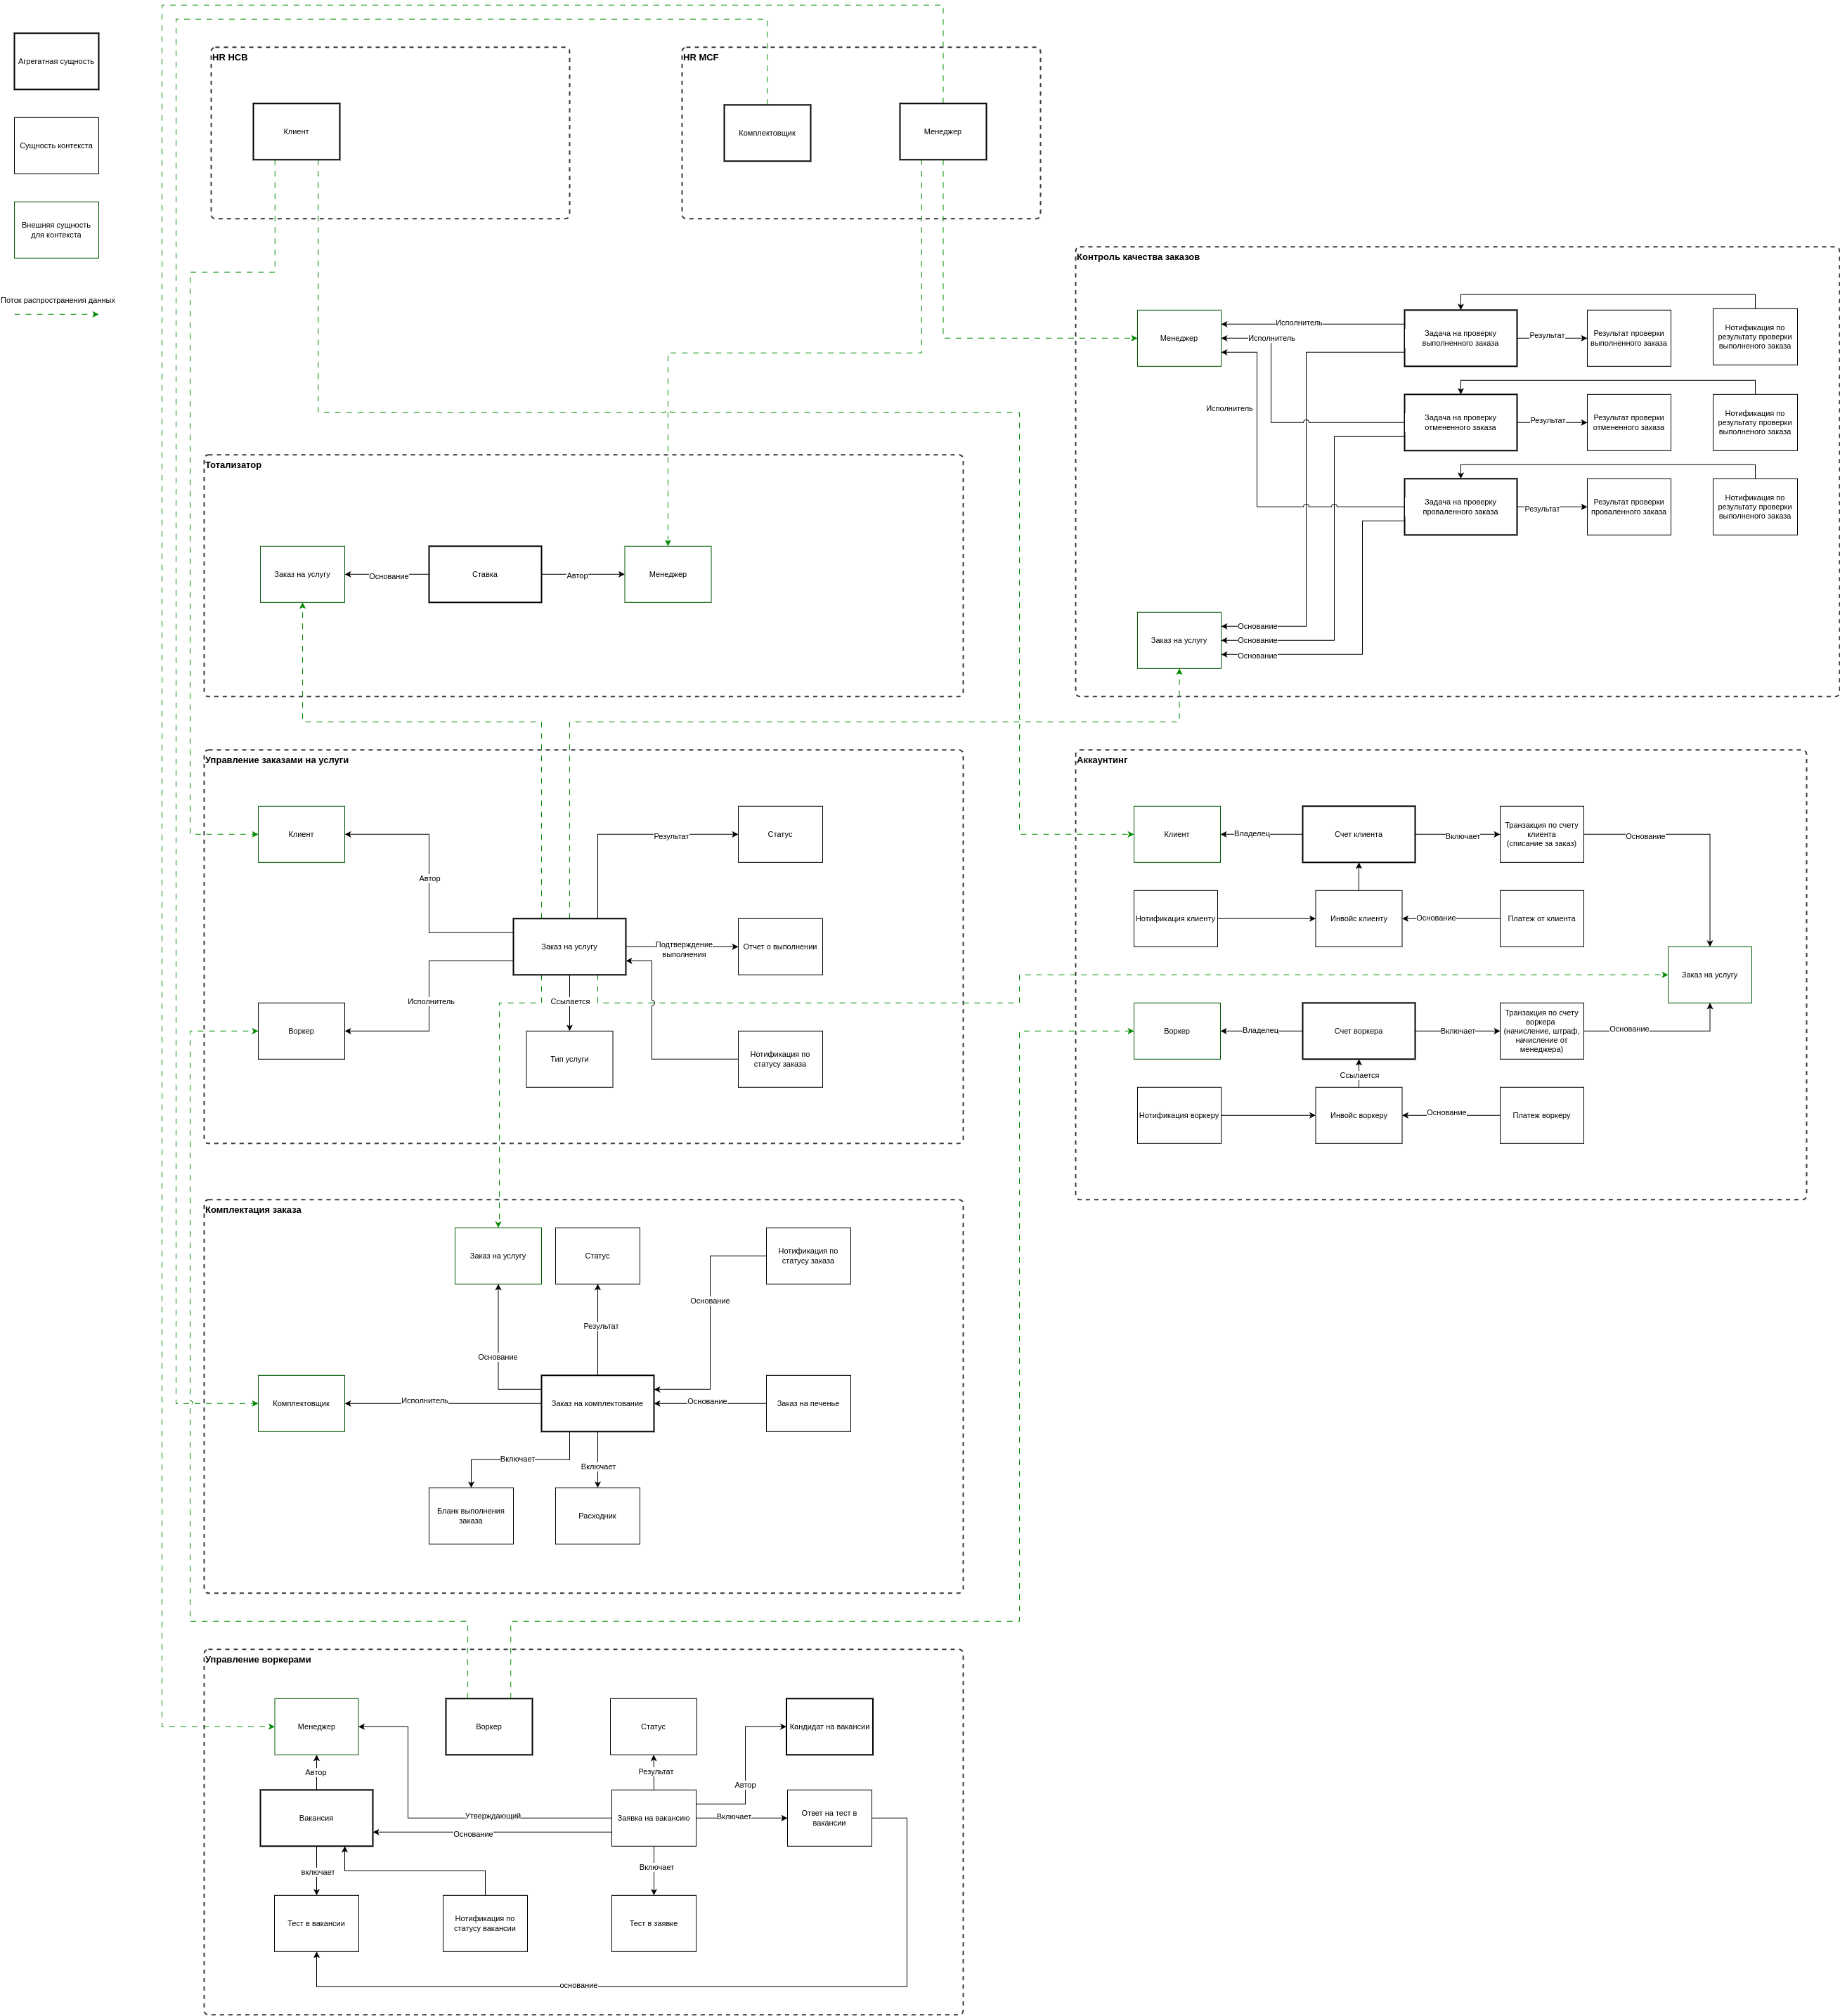 Агрегатная сущность
Сущность контекста
Внешняя сущность
для контекста
Поток распространения данных
HR HCB
Клиент
HR MCF
Комплектовщик
Менеджер
Контроль качества заказов
Менеджер
Исполнитель
Исполнитель
Исполнитель
Задача на проверку
выполненного заказа
Результат
Результат проверки
выполненного заказа
Нотификация по
результату проверки
выполненого заказа
Задача на проверку
отмененного заказа
Результат
Результат проверки
отмененного заказа
Нотификация по
результату проверки
выполненого заказа
Задача на проверку
проваленного заказа
Результат
Результат проверки
проваленного заказа
Нотификация по
результату проверки
выполненого заказа
Заказ на услугу
Основание
Основание
Основание
Тотализатор
Заказ на услугу
Основание
Ставка
Автор
Менеджер
Управление заказами на услуги
Клиент
Автор
Результат
Статус
Заказ на услугу
Подтверждение
выполнения
Отчет о выполнении
Исполнитель
Ссылается
Воркер
Тип услуги
Нотификация по
статусу заказа
Аккаунтинг
Клиент
Владелец
Счет клиента
Включает
Транзакция по счету
клиента
(списание за заказ)
Основание
Нотификация клиенту
Инвойс клиенту
Основание
Платеж от клиента
Заказ на услугу
Воркер
Владелец
Счет воркера
Включает
Транзакция по счету
воркера
(начисление, штраф,
начисление от
менеджера)
Основание
Ссылается
Нотификация воркеру
Инвойс воркеру
Основание
Платеж воркеру
Комплектация заказа
Заказ на услугу
Статус
Нотификация по
статусу заказа
Основание
Результат
Основание
Комплектовщик
Исполнитель
Заказ на комплектование
Основание
Заказ на печенье
Включает
Включает
Бланк выполнения
заказа
Расходник
Управление воркерами
Менеджер
Воркер
Статус
Кандидат на вакансии
Автор
Результат
Автор
Вакансия
Утверждающий
Основание
Заявка на вакансию
Включает
Ответ на тест в
вакансии
включает
Включает
Тест в вакансии
Нотификация по
статусу вакансии
Тест в заявке
основание